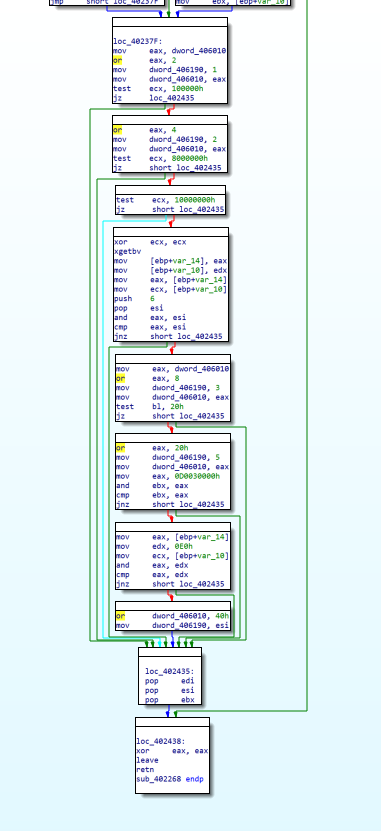 jmp     short loc_40237F
mov     ebx, [ebp+var_10]
loc_40237F:
mov     eax, dword_406010
or      eax, 2
mov     dword_406190, 1
mov     dword_406010, eax
test    ecx, 100000h
jz      loc_402435
or      eax, 4
mov     dword_406190, 2
mov     dword_406010, eax
test    ecx, 8000000h
jz      short loc_402435
test    ecx, 10000000h
jz      short loc_402435
xor     ecx, ecx
xgetbv
mov     [ebp+var_14], eax
mov     [ebp+var_10], edx
mov     eax, [ebp+var_14]
mov     ecx, [ebp+var_10]
push    6
pop     esi
and     eax, esi
cmp     eax, esi
jnz     short loc_402435
mov     eax, dword_406010
or      eax, 8
mov     dword_406190, 3
mov     dword_406010, eax
test    bl, 20h
jz      short loc_402435
or      eax, 20h
mov     dword_406190, 5
mov     dword_406010, eax
mov     eax, 0D0030000h
and     ebx, eax
cmp     ebx, eax
jnz     short loc_402435
mov     eax, [ebp+var_14]
mov     edx, 0E0h
mov     ecx, [ebp+var_10]
and     eax, edx
cmp     eax, edx
jnz     short loc_402435
or      dword_406010, 40h
mov     dword_406190, esi
loc_402435:
pop     edi
pop     esi
pop     ebx
loc_402438:
xor     eax, eax
leave
retn
sub_402268 endp